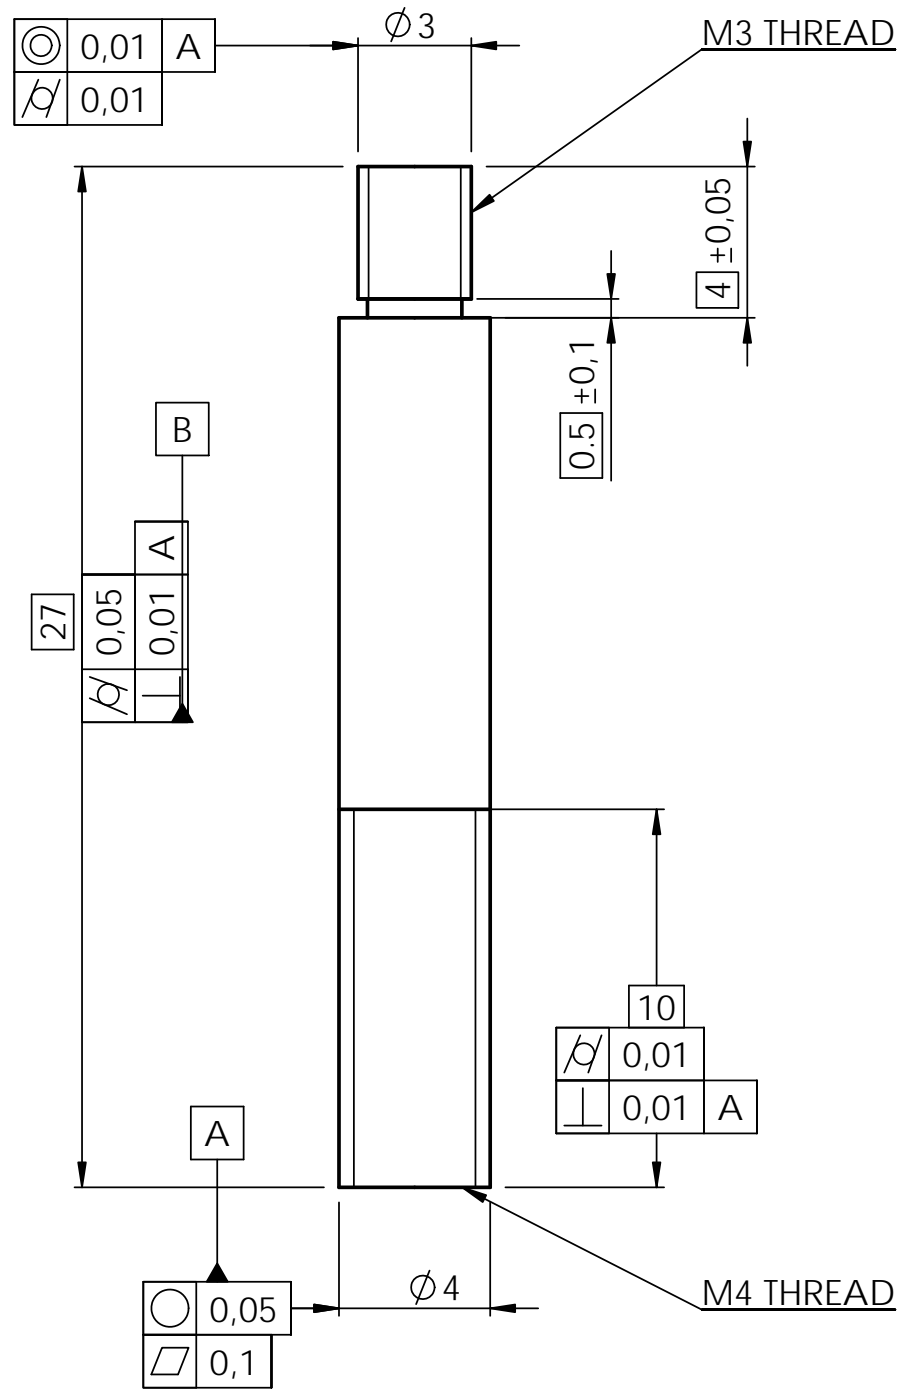 ◎ 0,01 A
⌭ 0,01
⌀3
M3 THREAD
4 ±0,05
0.5 ±0,1
B
27
⌭ 0,05
⟂ 0,01 A
10
⌭ 0,01
⟂ 0,01 A
A
⌀4
○ 0,05
⏥ 0,1
M4 THREAD